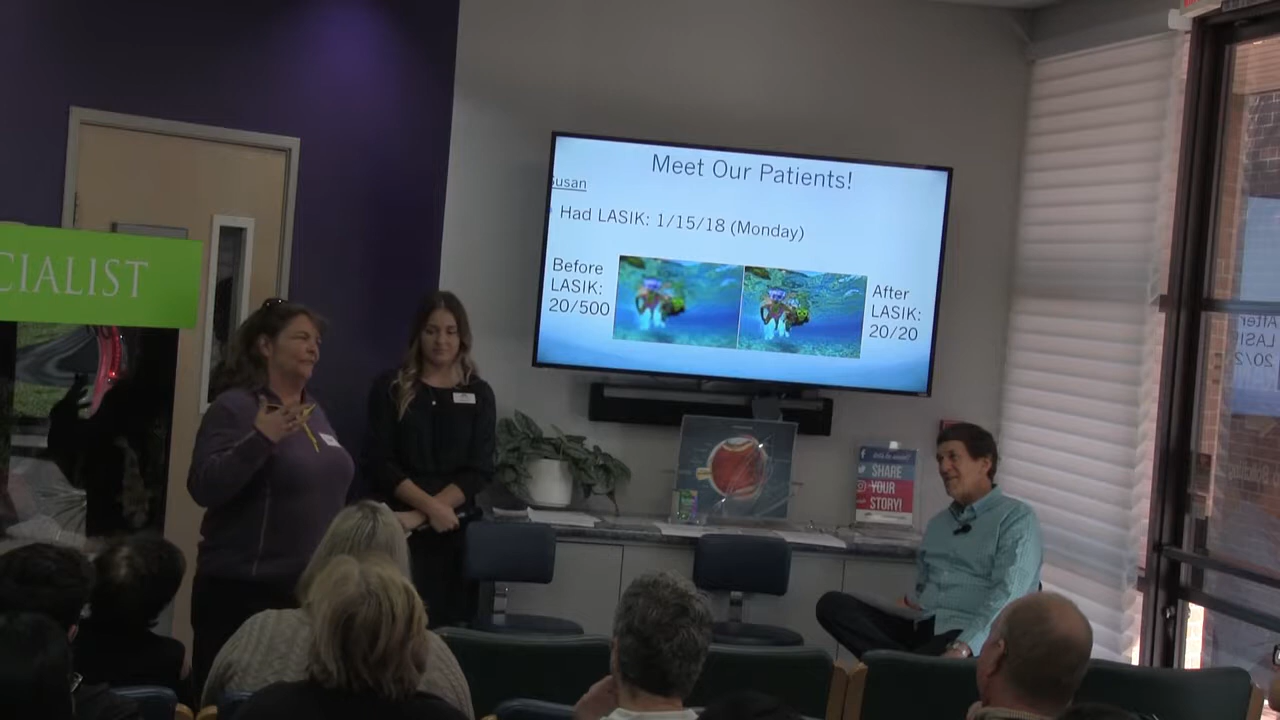 Meet Our Patients!
Susan
Had LASIK: 1/15/18 (Monday)
Before
LASIK:
20/500
After
LASIK:
20/20
CIALIST
SHARE
YOUR
STORY!